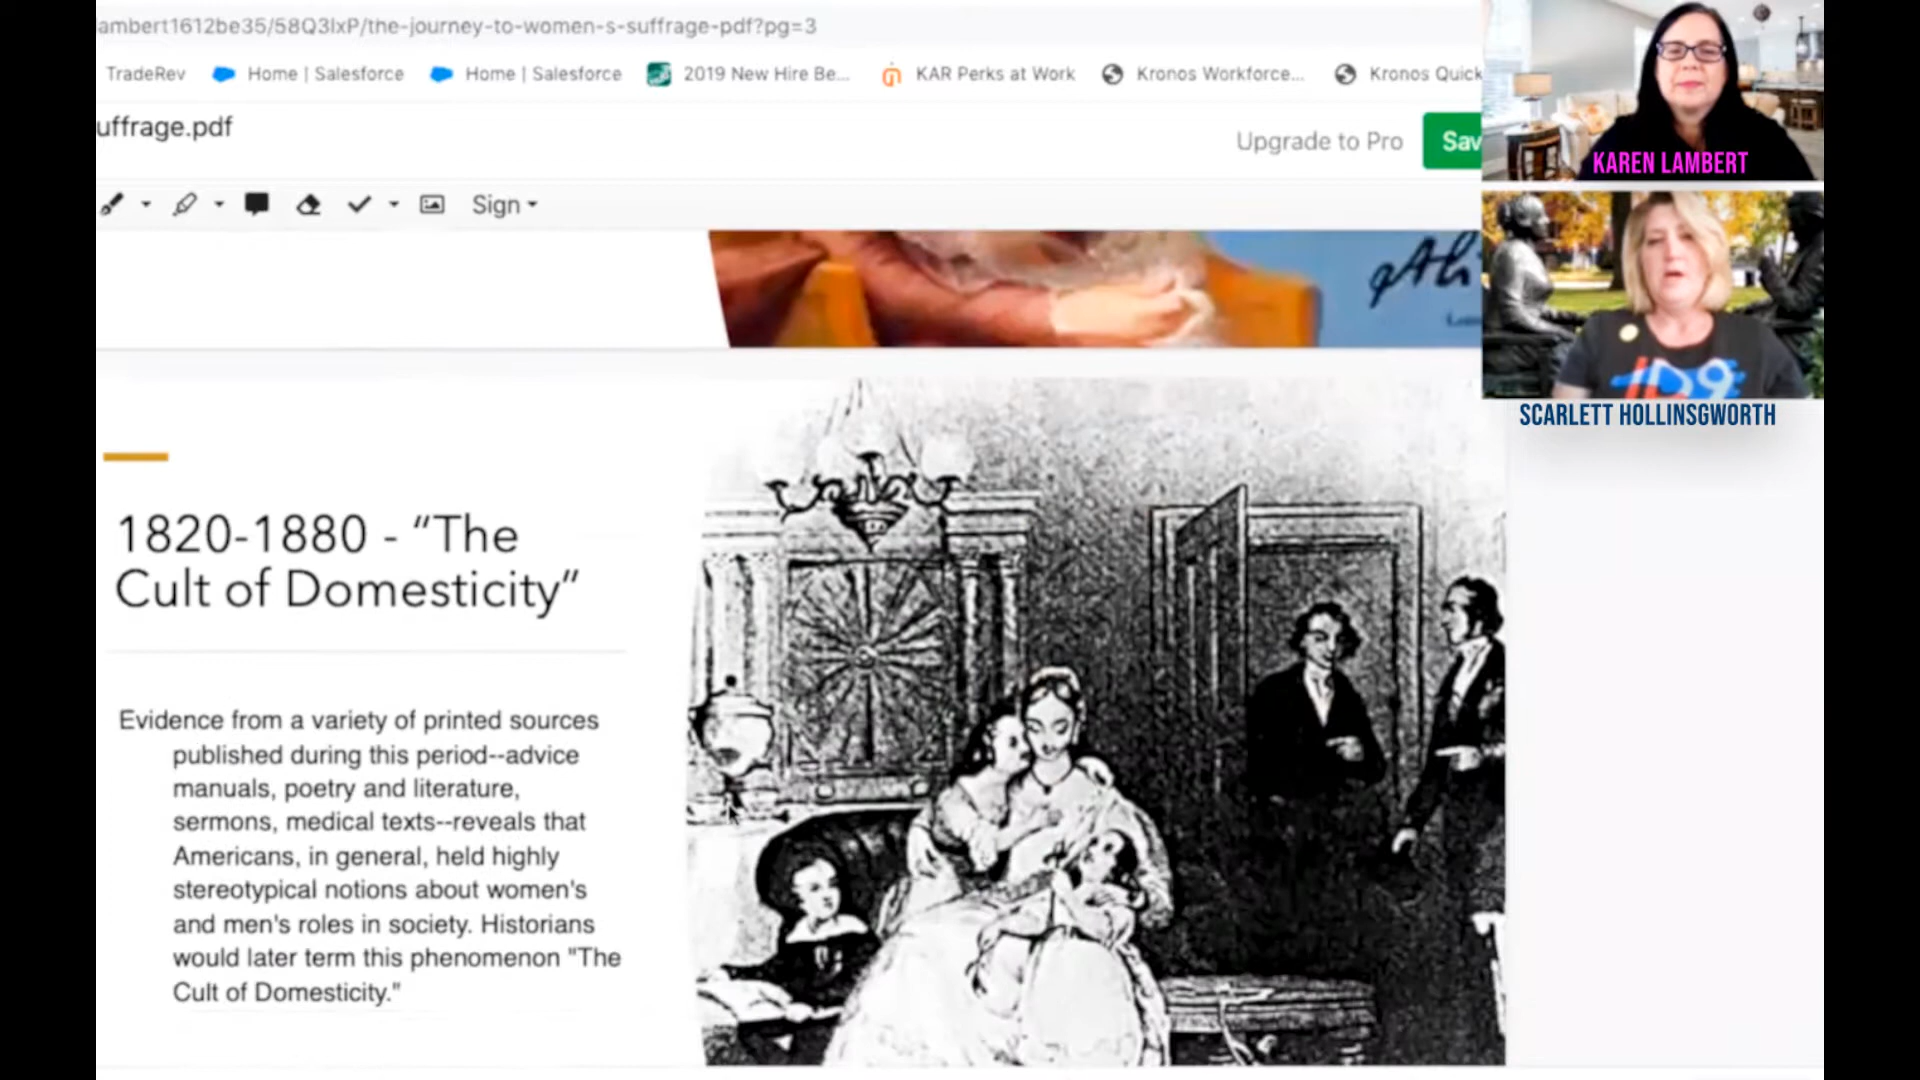 ambert1612be35/58Q3IxP/the-journey-to-women-s-suffrage-pdf?pg=3
TradeRev Home | Salesforce Home | Salesforce 2019 New Hire Be... KAR Perks at Work Kronos Workforce... Kronos Quick
uffrage.pdf
Upgrade to Pro
Sav
Sign
KAREN LAMBERT
SCARLETT HOLLINSGWORTH
1820-1880 - “The
Cult of Domesticity”
Evidence from a variety of printed sources
published during this period--advice
manuals, poetry and literature,
sermons, medical texts--reveals that
Americans, in general, held highly
stereotypical notions about women's
and men's roles in society. Historians
would later term this phenomenon "The
Cult of Domesticity."